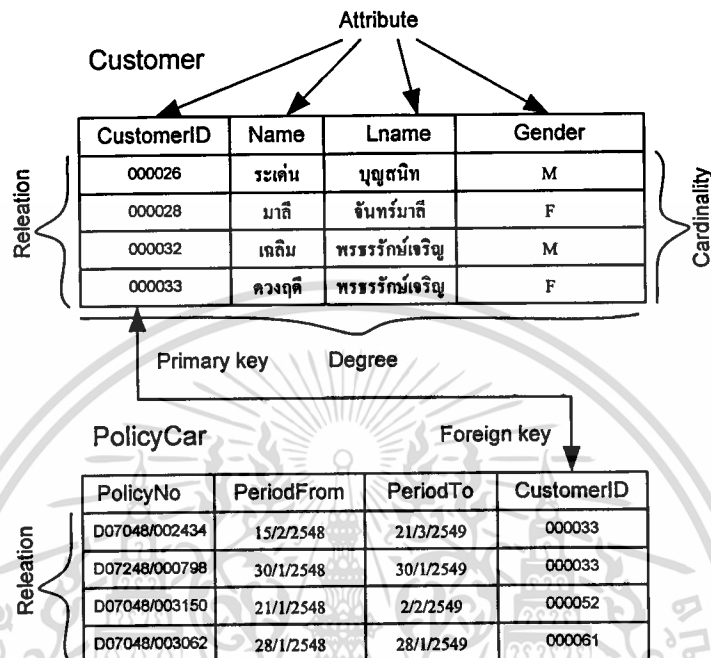 Attribute
Customer
CustomerID Name Lname Gender
000026 ระเด่น บุญสนิท M
000028 มาลี จันทร์มาลี F
000032 เฉลิม พรธรรักษ์เจริญ M
000033 ดวงฤดี พรธรรักษ์เจริญ F
Releation
Cardinality
Primary key Degree
PolicyCar Foreign key
PolicyNo PeriodFrom PeriodTo CustomerID
D07048/002434 15/2/2548 21/3/2549 000033
D07248/000798 30/1/2548 30/1/2549 000033
D07048/003150 21/1/2548 2/2/2549 000052
D07048/003062 28/1/2548 28/1/2549 000061
Releation